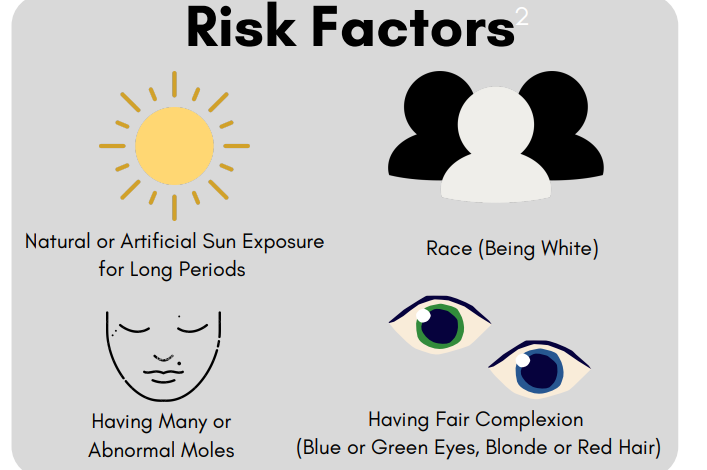 Risk Factors2
Natural or Artificial Sun Exposure
for Long Periods
Race (Being White)
Having Many or
Abnormal Moles
Having Fair Complexion
(Blue or Green Eyes, Blonde or Red Hair)